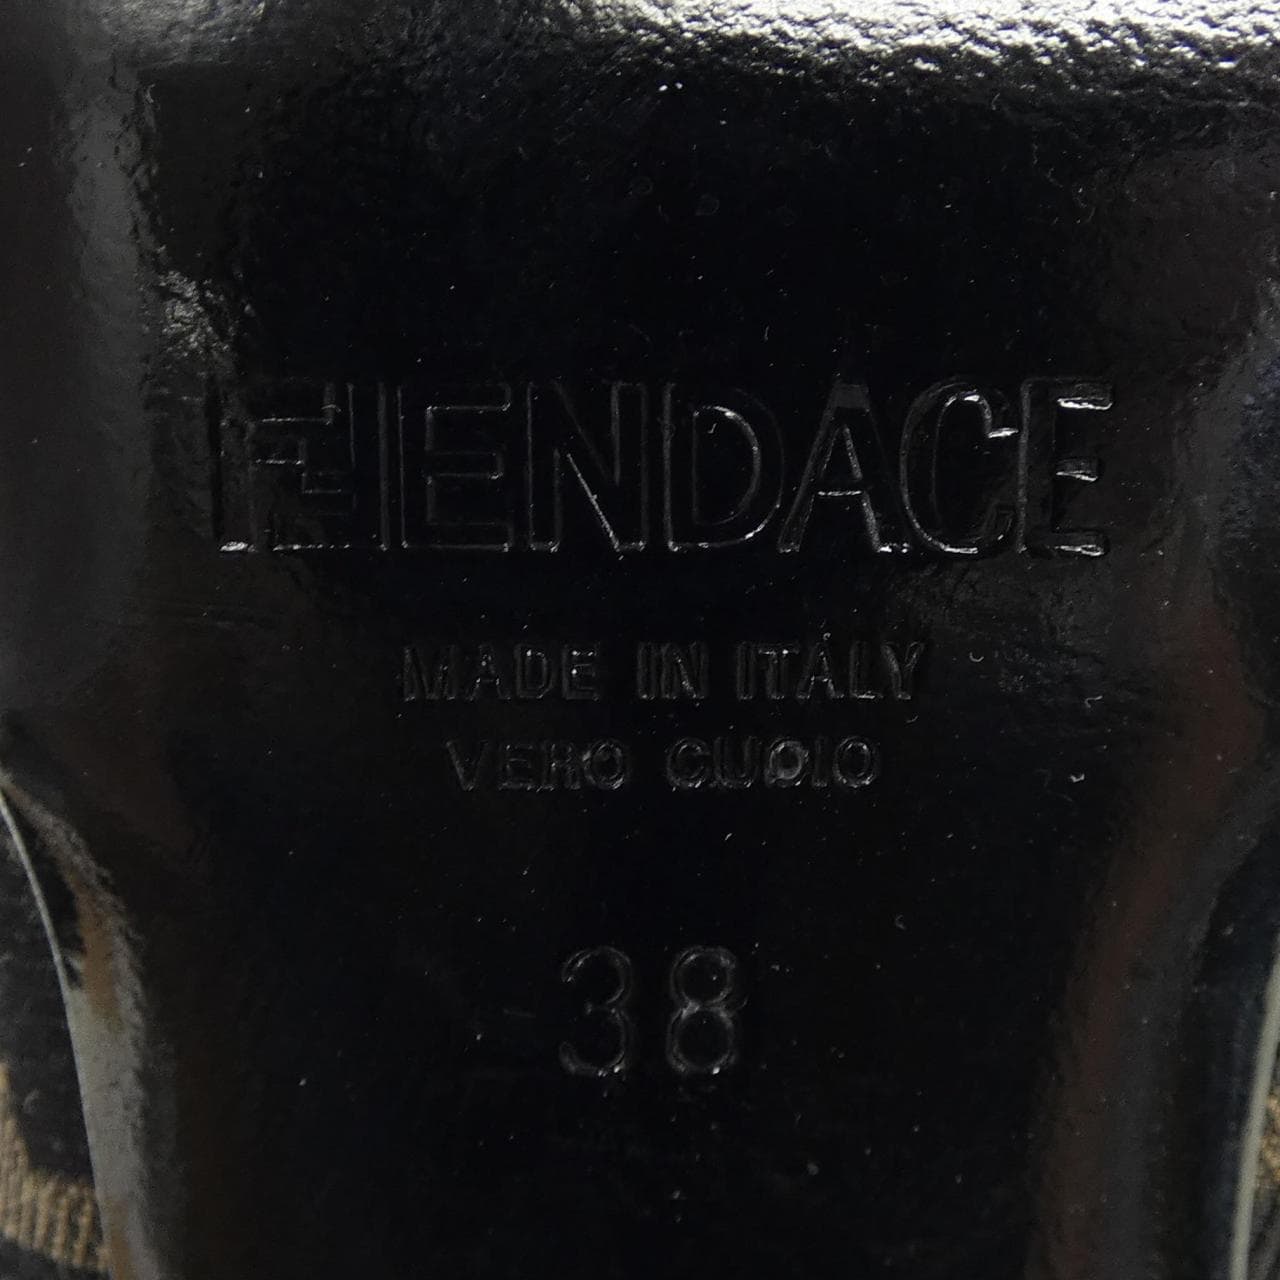 FENDACE
MADE IN ITALY
VERO CUOIO
38